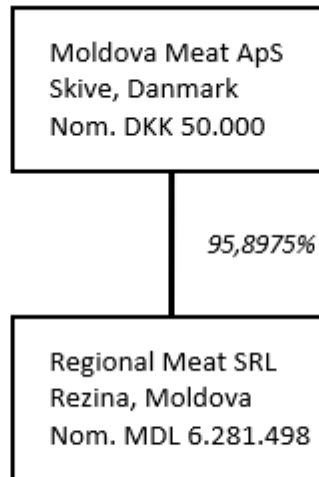 Moldova Meat ApS
Skive, Danmark
Nom. DKK 50.000
95,8975%
Regional Meat SRL
Rezina, Moldova
Nom. MDL 6.281.498